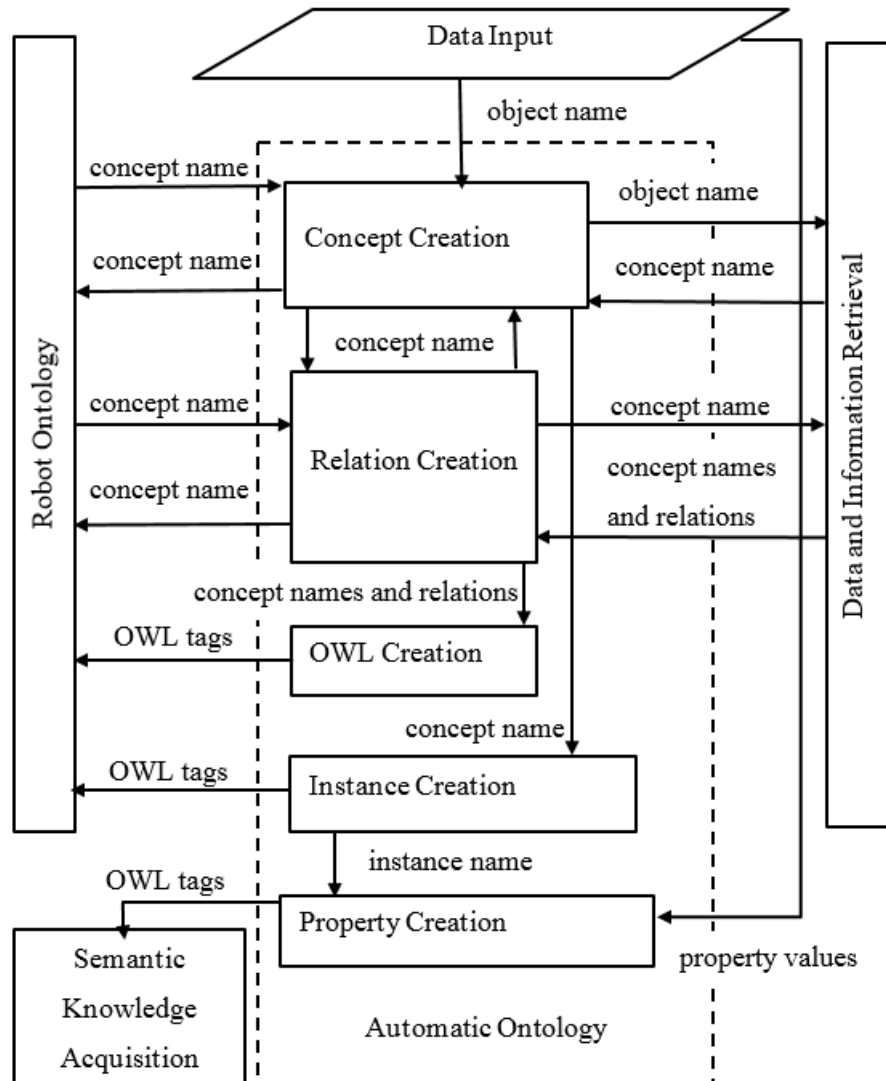 Data Input
object name
concept name
object name
Concept Creation
concept name
concept name
concept name
Robot Ontology
Data and Information Retrieval
concept name
concept name
Relation Creation
concept names
concept name
and relations
concept names and relations
OWL tags
OWL Creation
concept name
OWL tags
Instance Creation
instance name
OWL tags
Property Creation
Semantic
property values
Knowledge
Automatic Ontology
Acquisition